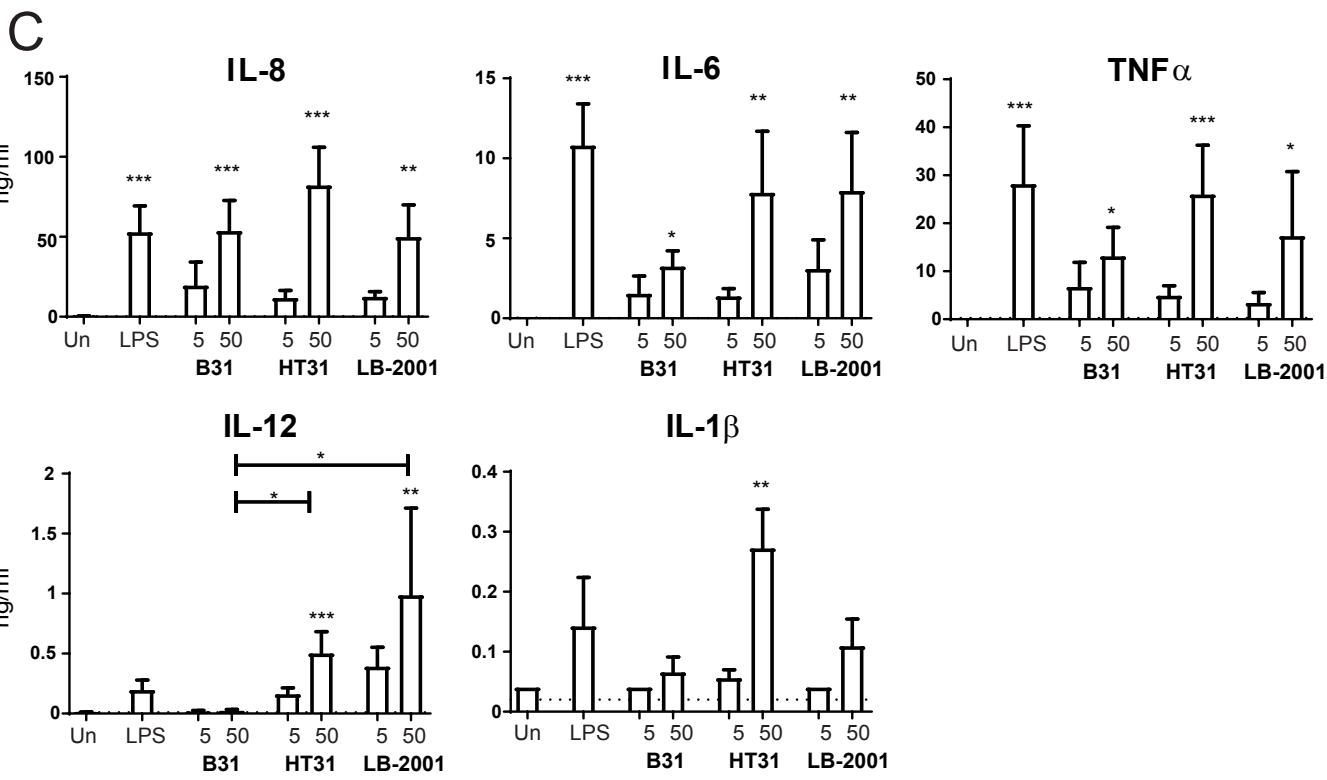 C
IL-8
150
100
50
0
***
***
***
**
Un LPS 5 50 5 50 5 50
B31 HT31 LB-2001
IL-6
15
10
5
0
***
*
**
**
Un LPS 5 50 5 50 5 50
B31 HT31 LB-2001
TNFα
50
40
30
20
10
0
***
*
***
*
Un LPS 5 50 5 50 5 50
B31 HT31 LB-2001
IL-12
2
1.5
1
0.5
0
*
*
***
**
Un LPS 5 50 5 50 5 50
B31 HT31 LB-2001
IL-1β
0.4
0.3
0.2
0.1
0
**
Un LPS 5 50 5 50 5 50
B31 HT31 LB-2001